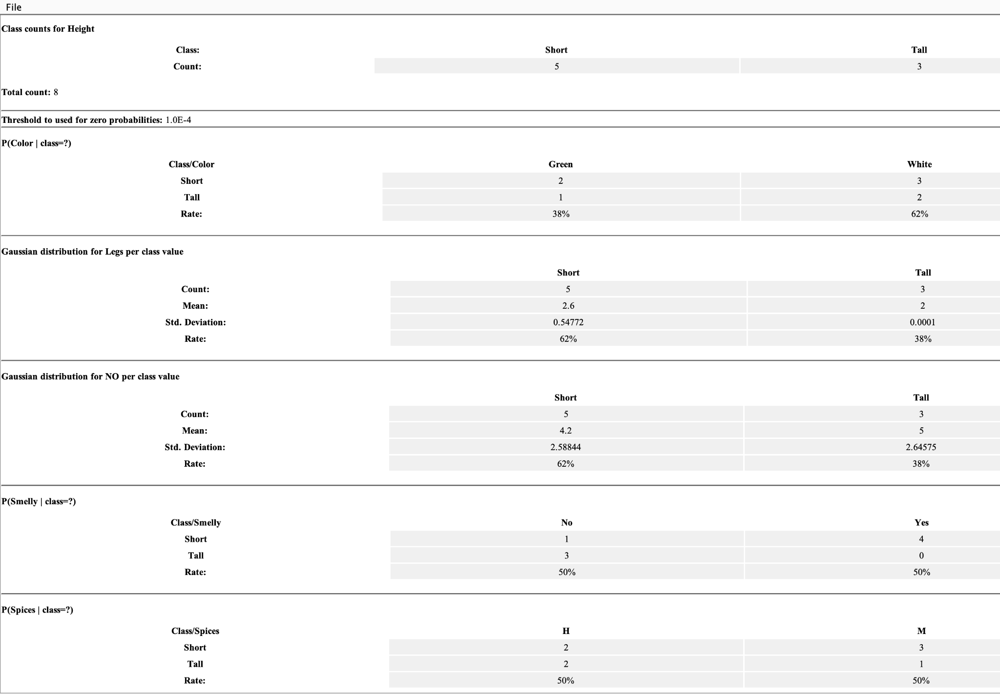 File
Class counts for Height
Class: Short Tall
Count: 5 3
Total count: 8
Threshold to used for zero probabilities: 1.0E-4
P(Color | class=?)
Class/Color Green White
Short 2 3
Tall 1 2
Rate: 38% 62%
Gaussian distribution for Legs per class value
Short Tall
Count: 5 3
Mean: 2.6 2
Std. Deviation: 0.54772 0.0001
Rate: 62% 38%
Gaussian distribution for NO per class value
Short Tall
Count: 5 3
Mean: 4.2 5
Std. Deviation: 2.58844 2.64575
Rate: 62% 38%
P(Smelly | class=?)
Class/Smelly No Yes
Short 1 4
Tall 3 0
Rate: 50% 50%
P(Spices | class=?)
Class/Spices H M
Short 2 3
Tall 2 1
Rate: 50% 50%